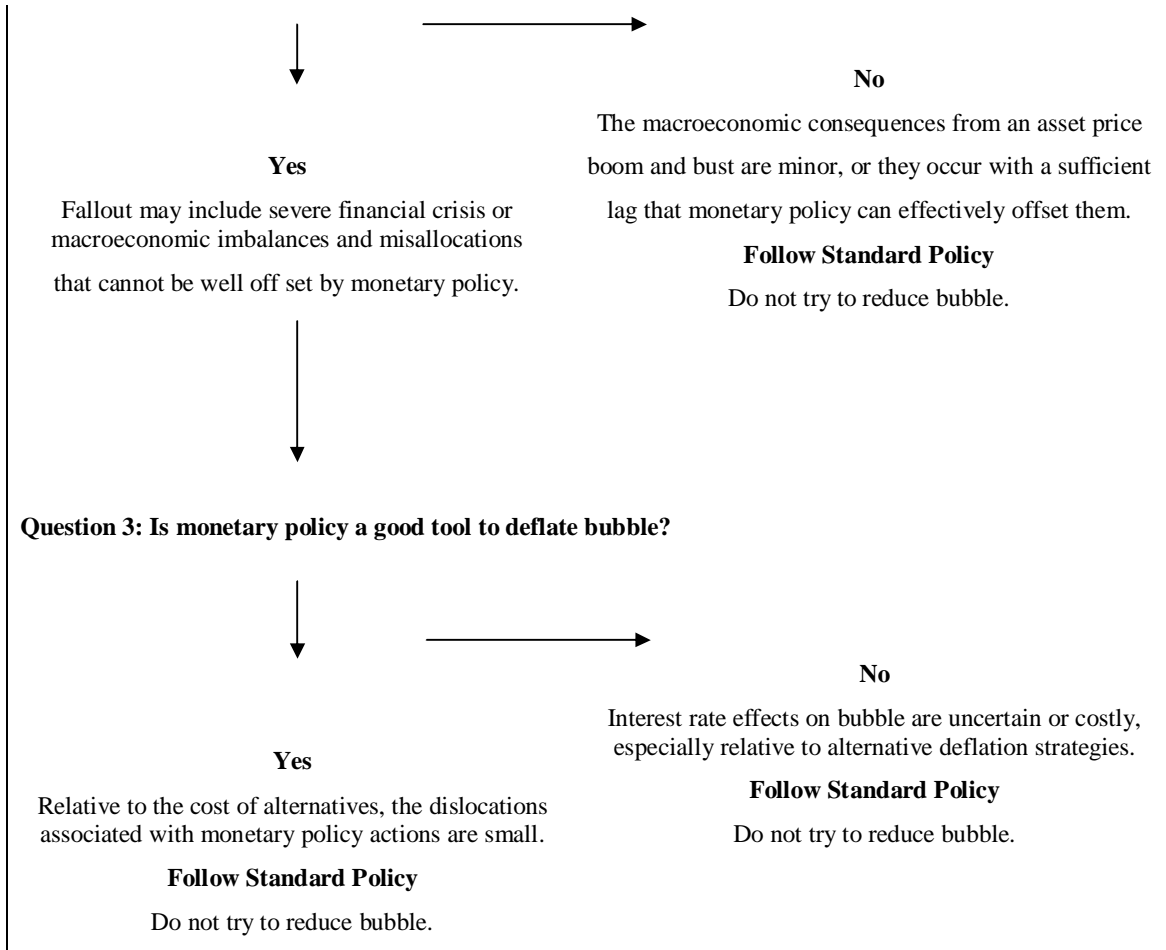 No
The macroeconomic consequences from an asset price
boom and bust are minor, or they occur with a sufficient
lag that monetary policy can effectively offset them.
Follow Standard Policy
Do not try to reduce bubble.
Yes
Fallout may include severe financial crisis or
macroeconomic imbalances and misallocations
that cannot be well off set by monetary policy.
Question 3: Is monetary policy a good tool to deflate bubble?
No
Interest rate effects on bubble are uncertain or costly,
especially relative to alternative deflation strategies.
Follow Standard Policy
Do not try to reduce bubble.
Yes
Relative to the cost of alternatives, the dislocations
associated with monetary policy actions are small.
Follow Standard Policy
Do not try to reduce bubble.